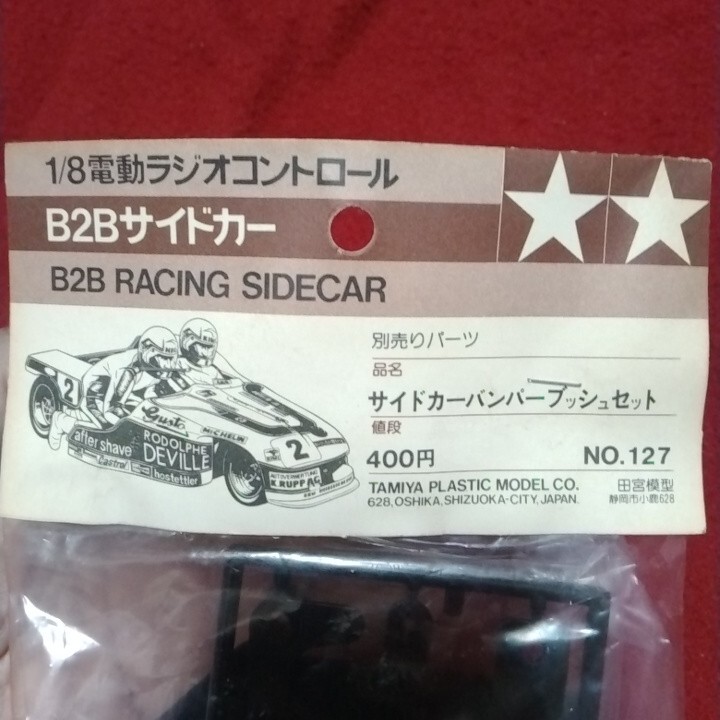 1/8電動ラジオコントロール
B2Bサイドカー
B2B RACING SIDECAR
別売りパーツ
品名
サイドカーバンパーブッシュセット
値段
400円 NO.127
TAMIYA PLASTIC MODEL CO. 田宮模型
628, OSHIKA, SHIZUOKA-CITY, JAPAN. 静岡市小鹿628
2
Gusto
MICHELIN
after shave
RODOLPHE
DEVILLE
Castrol
hostettler
2
K.RUPP AG